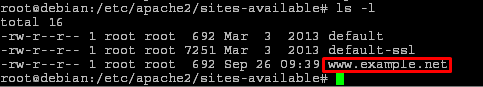 root@debian:/etc/apache2/sites-available# ls -l
total 16
-rw-r--r-- 1 root root  692 Mar  3  2013 default
-rw-r--r-- 1 root root 7251 Mar  3  2013 default-ssl
-rw-r--r-- 1 root root  692 Sep 26 09:39 www.example.net
root@debian:/etc/apache2/sites-available#